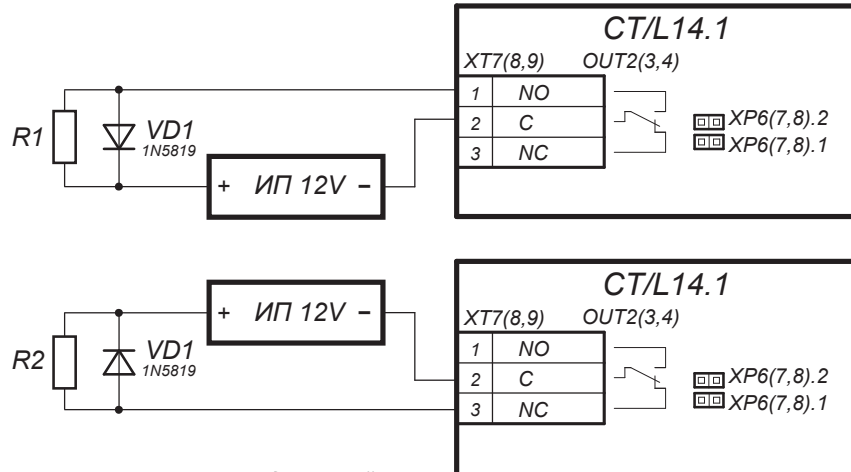 CT/L14.1
XT7(8,9) OUT2(3,4)
1 NO
2 C
3 NC
XP6(7,8).2
XP6(7,8).1
R1
VD1
1N5819
+ ИП 12V −
CT/L14.1
XT7(8,9) OUT2(3,4)
+ ИП 12V −
1 NO
2 C
3 NC
XP6(7,8).2
XP6(7,8).1
R2
VD1
1N5819